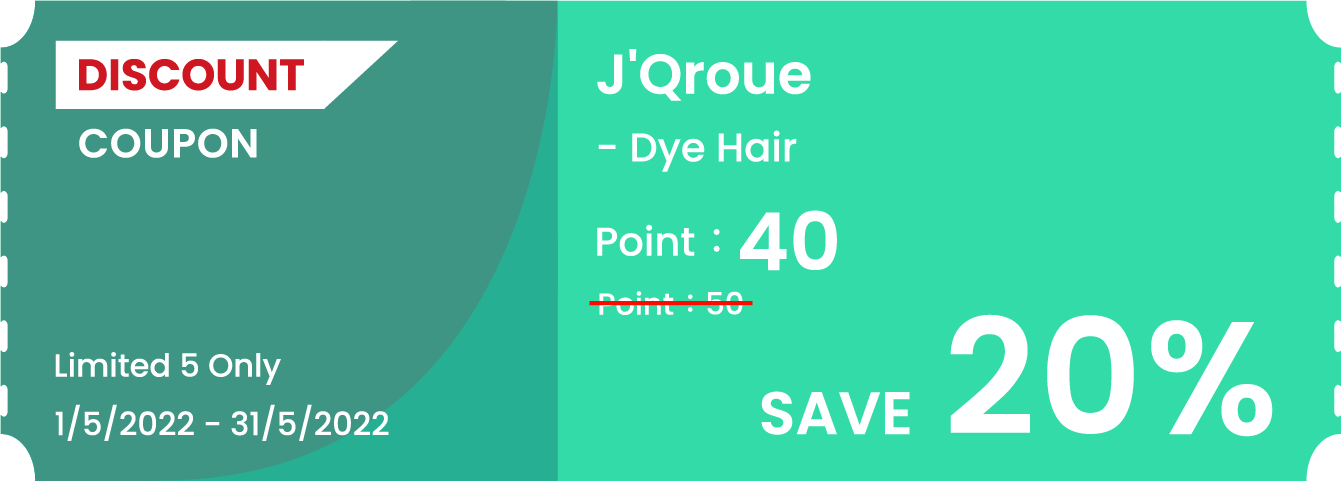 DISCOUNT
COUPON
Limited 5 Only
1/5/2022 - 31/5/2022
J'Qroue
- Dye Hair
Point : 40
Point : 50
SAVE 20%